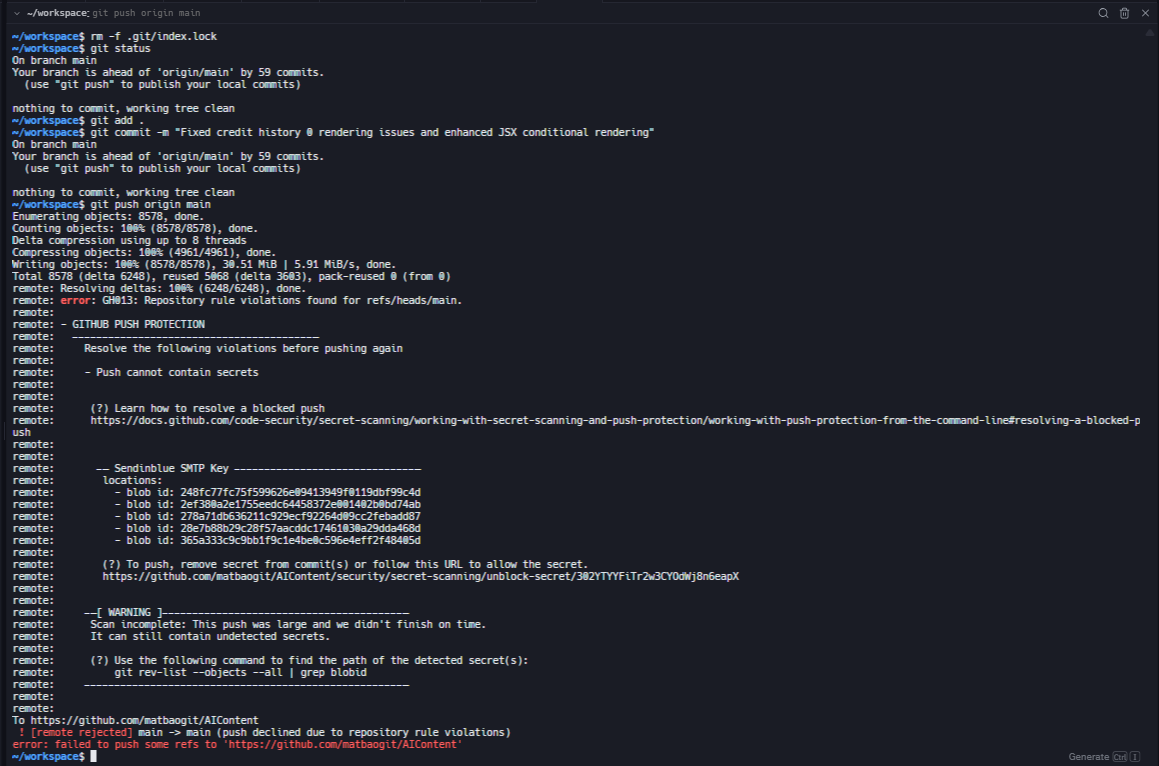 ~/workspace: git push origin main
~/workspace$ rm -f .git/index.lock
~/workspace$ git status
On branch main
Your branch is ahead of 'origin/main' by 59 commits.
  (use "git push" to publish your local commits)

nothing to commit, working tree clean
~/workspace$ git add .
~/workspace$ git commit -m "Fixed credit history 0 rendering issues and enhanced JSX conditional rendering"
On branch main
Your branch is ahead of 'origin/main' by 59 commits.
  (use "git push" to publish your local commits)

nothing to commit, working tree clean
~/workspace$ git push origin main
Enumerating objects: 8578, done.
Counting objects: 100% (8578/8578), done.
Delta compression using up to 8 threads
Compressing objects: 100% (4961/4961), done.
Writing objects: 100% (8578/8578), 30.51 MiB | 5.91 MiB/s, done.
Total 8578 (delta 6248), reused 5068 (delta 3603), pack-reused 0 (from 0)
remote: Resolving deltas: 100% (6248/6248), done.
remote: error: GH013: Repository rule violations found for refs/heads/main.
remote:
remote: - GITHUB PUSH PROTECTION
remote:   —————————————————————————————————————————
remote:     Resolve the following violations before pushing again
remote:
remote:     - Push cannot contain secrets
remote:
remote:
remote:      (?) Learn how to resolve a blocked push
remote:      https://docs.github.com/code-security/secret-scanning/working-with-secret-scanning-and-push-protection/working-with-push-protection-from-the-command-line#resolving-a-blocked-p
ush
remote:
remote:
remote:       —— Sendinblue SMTP Key ———————————————————————————————
remote:        locations:
remote:          - blob id: 248fc77fc75f599626e09413949f0119dbf99c4d
remote:          - blob id: 2ef380a2e1755eedc64458372e001402b0bd74ab
remote:          - blob id: 278a71db636211c929ecf92264d09cc2febadd87
remote:          - blob id: 28e7b88b29c28f57aacddc17461030a29dda468d
remote:          - blob id: 365a333c9c9bb1f9c1e4be0c596e4eff2f48405d
remote:
remote:        (?) To push, remove secret from commit(s) or follow this URL to allow the secret.
remote:        https://github.com/matbaogit/AIContent/security/secret-scanning/unblock-secret/302YTYYFiTr2w3CYOdWj8n6eapX
remote:
remote:
remote:     ——[ WARNING ]—————————————————————————————————————————
remote:      Scan incomplete: This push was large and we didn't finish on time.
remote:      It can still contain undetected secrets.
remote:
remote:      (?) Use the following command to find the path of the detected secret(s):
remote:          git rev-list --objects --all | grep blobid
remote:     ——————————————————————————————————————————————————————
remote:
remote:
To https://github.com/matbaogit/AIContent
 ! [remote rejected] main -> main (push declined due to repository rule violations)
error: failed to push some refs to 'https://github.com/matbaogit/AIContent'
~/workspace$
Generate Ctrl I